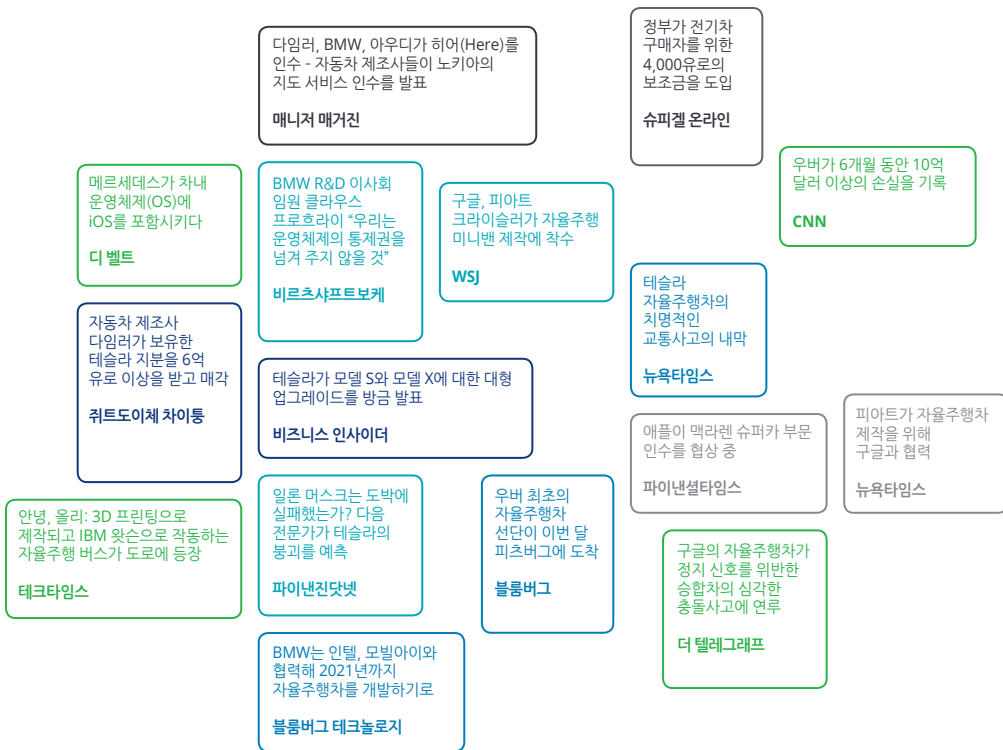 다임러, BMW, 아우디가 히어(Here)를
인수 - 자동차 제조사들이 노키아의
지도 서비스 인수를 발표
매니저 매거진
정부가 전기차
구매자를 위한
4,000유로의
보조금을 도입
슈피겔 온라인
우버가 6개월 동안 10억
달러 이상의 손실을 기록
CNN
메르세데스가 차내
운영체제(OS)에
iOS를 포함시키다
디 벨트
BMW R&D 이사회
임원 클라우스
프로흐라이 “우리는
운영체제의 통제권을
넘겨 주지 않을 것”
비르츠샤프트보케
구글, 피아트
크라이슬러가 자율주행
미니밴 제작에 착수
WSJ
테슬라
자율주행차의
치명적인
교통사고의 내막
뉴욕타임스
자동차 제조사
다임러가 보유한
테슬라 지분을 6억
유로 이상을 받고 매각
쥐트도이체 차이퉁
테슬라가 모델 S와 모델 X에 대한 대형
업그레이드를 방금 발표
비즈니스 인사이더
애플이 맥라렌 슈퍼카 부문
인수를 협상 중
파이낸셜타임스
피아트가 자율주행차
제작을 위해
구글과 협력
뉴욕타임스
안녕, 올리: 3D 프린팅으로
제작되고 IBM 왓슨으로 작동하는
자율주행 버스가 도로에 등장
테크타임스
일론 머스크는 도박에
실패했는가? 다음
전문가가 테슬라의
붕괴를 예측
파이낸진닷넷
우버 최초의
자율주행차
선단이 이번 달
피츠버그에 도착
블룸버그
구글의 자율주행차가
정지 신호를 위반한
승합차의 심각한
충돌사고에 연루
더 텔레그래프
BMW는 인텔, 모빌아이와
협력해 2021년까지
자율주행차를 개발하기로
블룸버그 테크놀로지